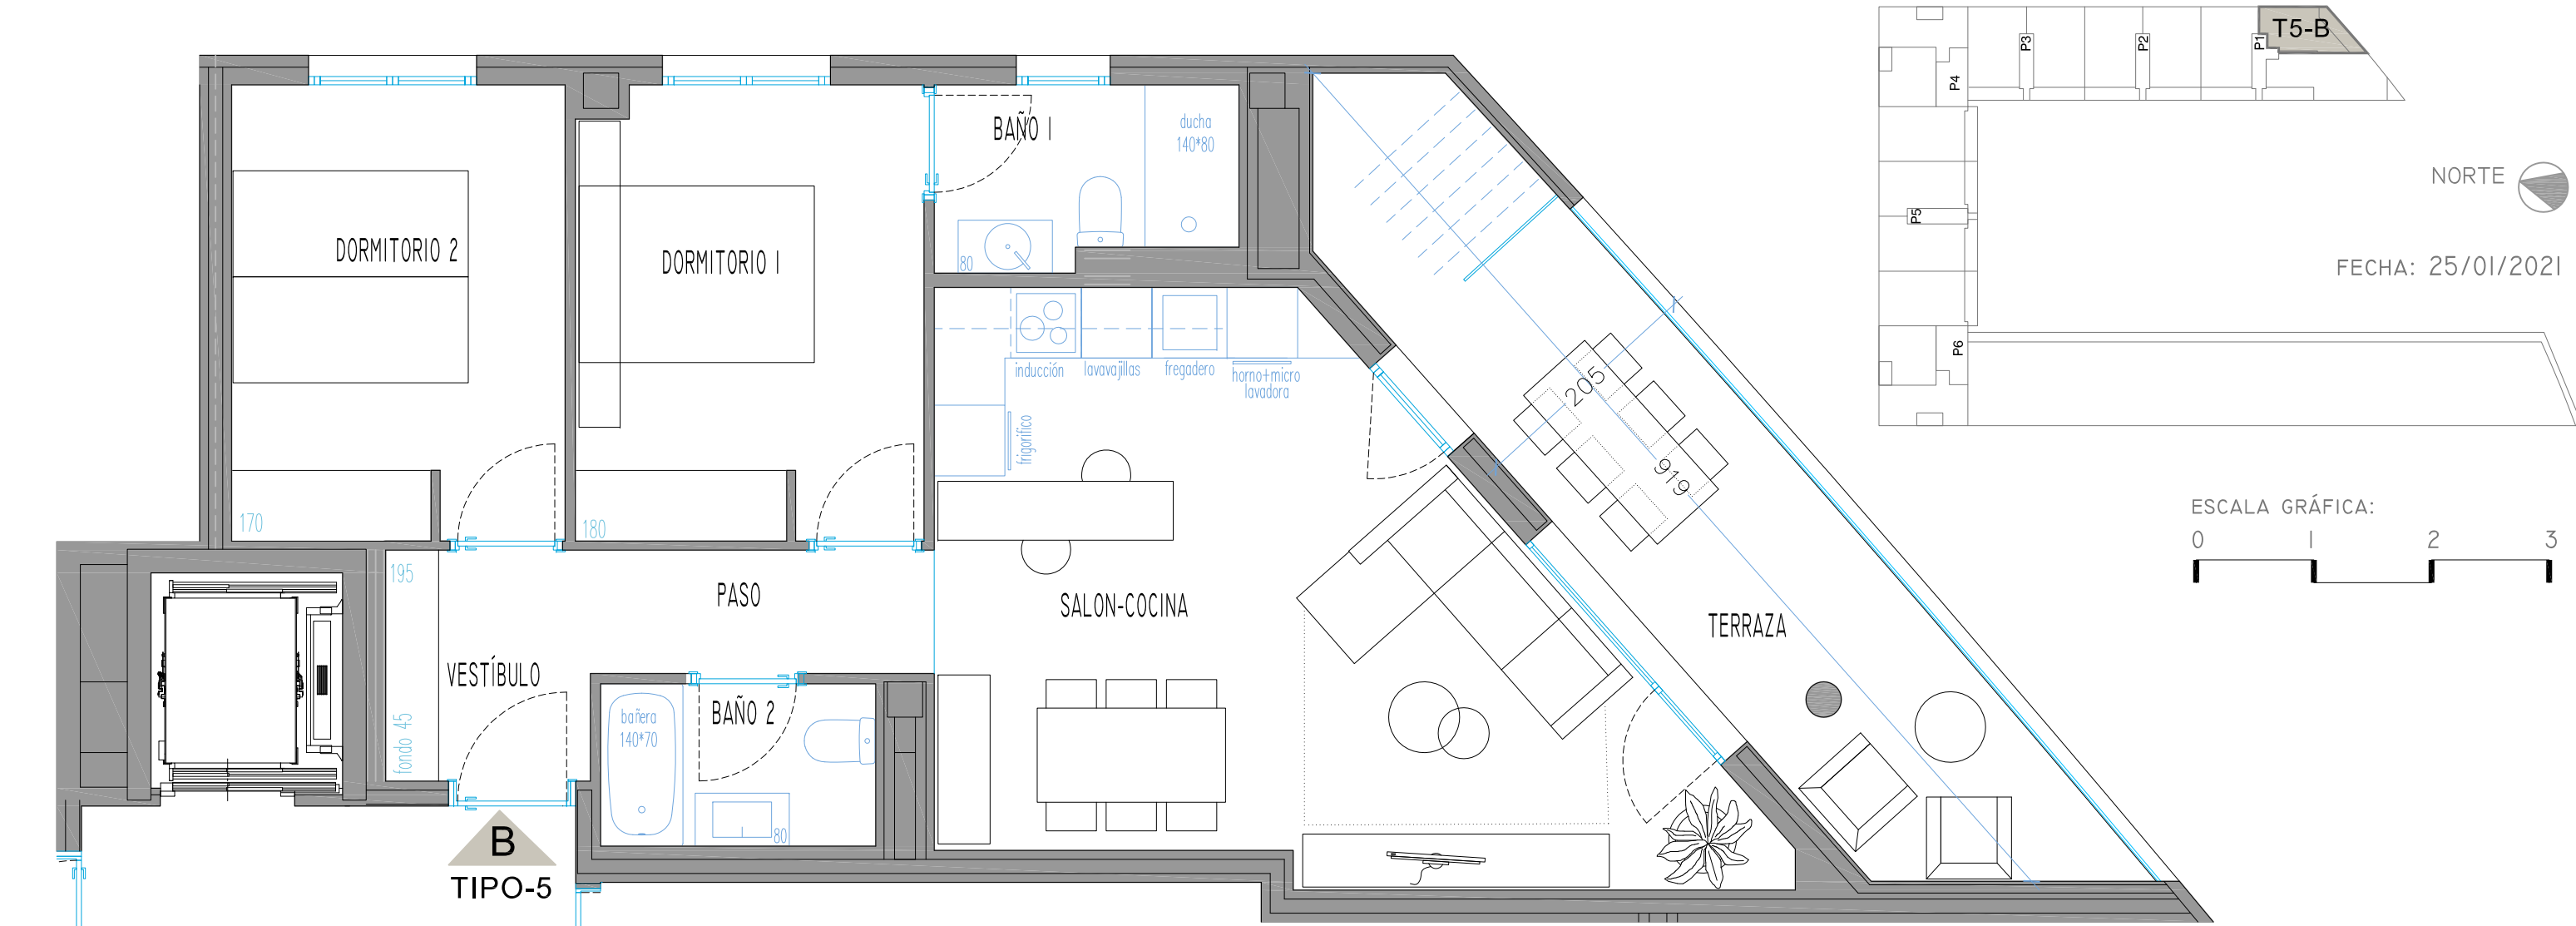 T5-B
P3
P2
P1
P4
P5
P6
NORTE
FECHA: 25/01/2021
ESCALA GRÁFICA:
0 1 2 3
BAÑO 1
ducha
140*80
80
DORMITORIO 2
DORMITORIO 1
inducción
lavavajillas
fregadero
horno+micro
lavadora
frigorífico
205
919
170
180
195
PASO
SALON-COCINA
TERRAZA
VESTÍBULO
fondo 45
BAÑO 2
bañera
140*70
80
B
TIPO-5